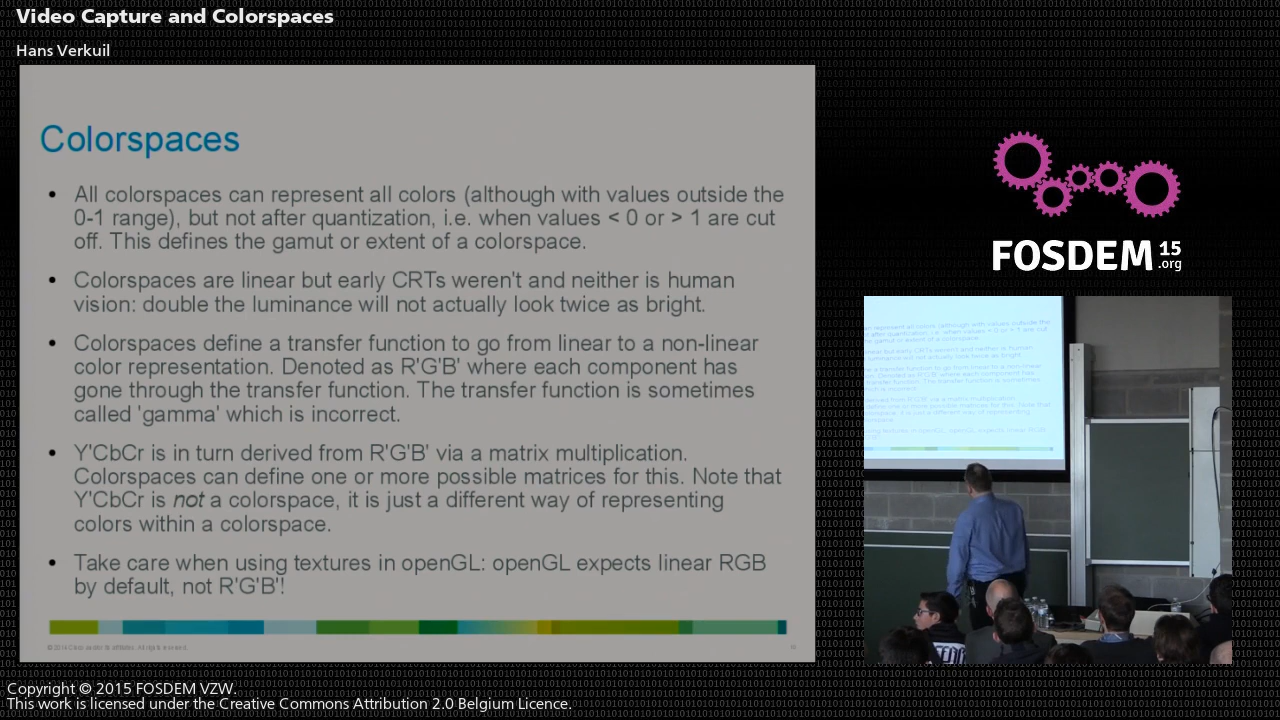 Video Capture and Colorspaces
Hans Verkuil
Colorspaces
All colorspaces can represent all colors (although with values outside the
0-1 range), but not after quantization, i.e. when values < 0 or > 1 are cut
off. This defines the gamut or extent of a colorspace.
Colorspaces are linear but early CRTs weren't and neither is human
vision: double the luminance will not actually look twice as bright.
Colorspaces define a transfer function to go from linear to a non-linear
color representation. Denoted as R'G'B' where each component has
gone through the transfer function. The transfer function is sometimes
called 'gamma' which is incorrect.
Y'CbCr is in turn derived from R'G'B' via a matrix multiplication.
Colorspaces can define one or more possible matrices for this. Note that
Y'CbCr is not a colorspace, it is just a different way of representing
colors within a colorspace.
Take care when using textures in openGL: openGL expects linear RGB
by default, not R'G'B'!
FOSDEM 15
.org
Copyright © 2015 FOSDEM VZW.
This work is licensed under the Creative Commons Attribution 2.0 Belgium Licence.